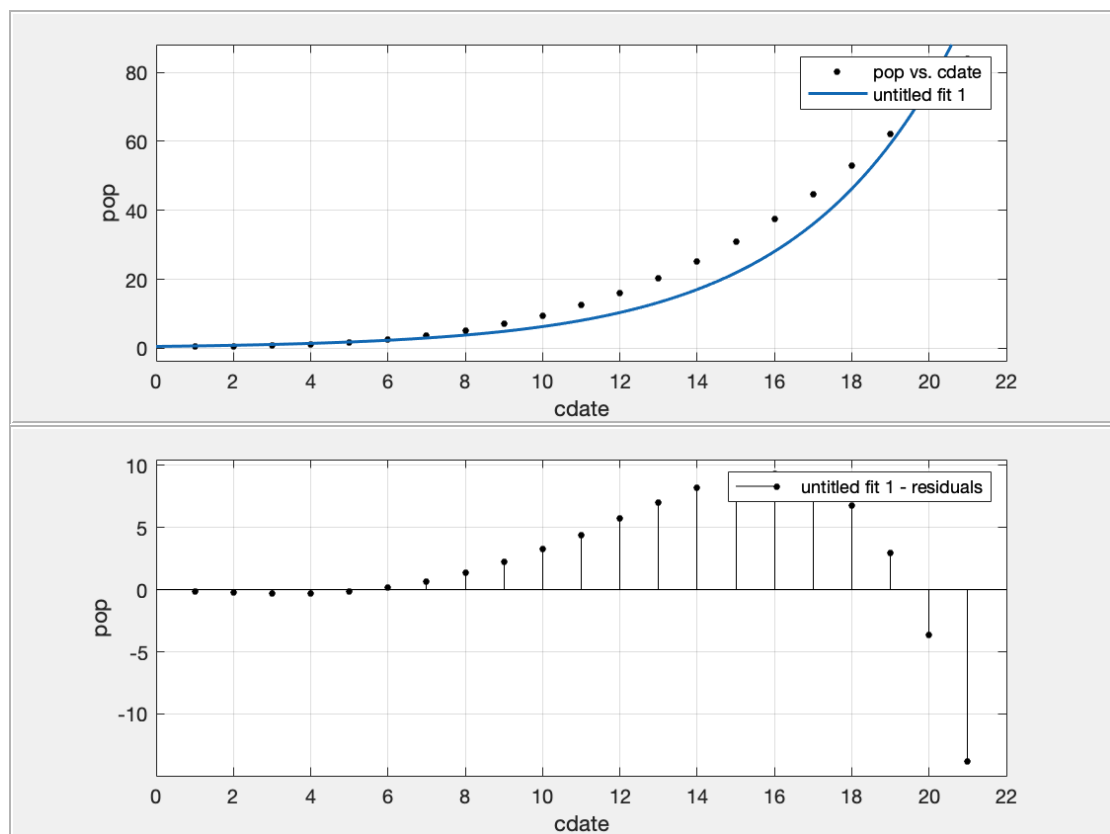 80
60
40
20
0
pop
pop vs. cdate
untitled fit 1
0 2 4 6 8 10 12 14 16 18 20 22
cdate
10
5
0
-5
-10
pop
untitled fit 1 - residuals
0 2 4 6 8 10 12 14 16 18 20 22
cdate